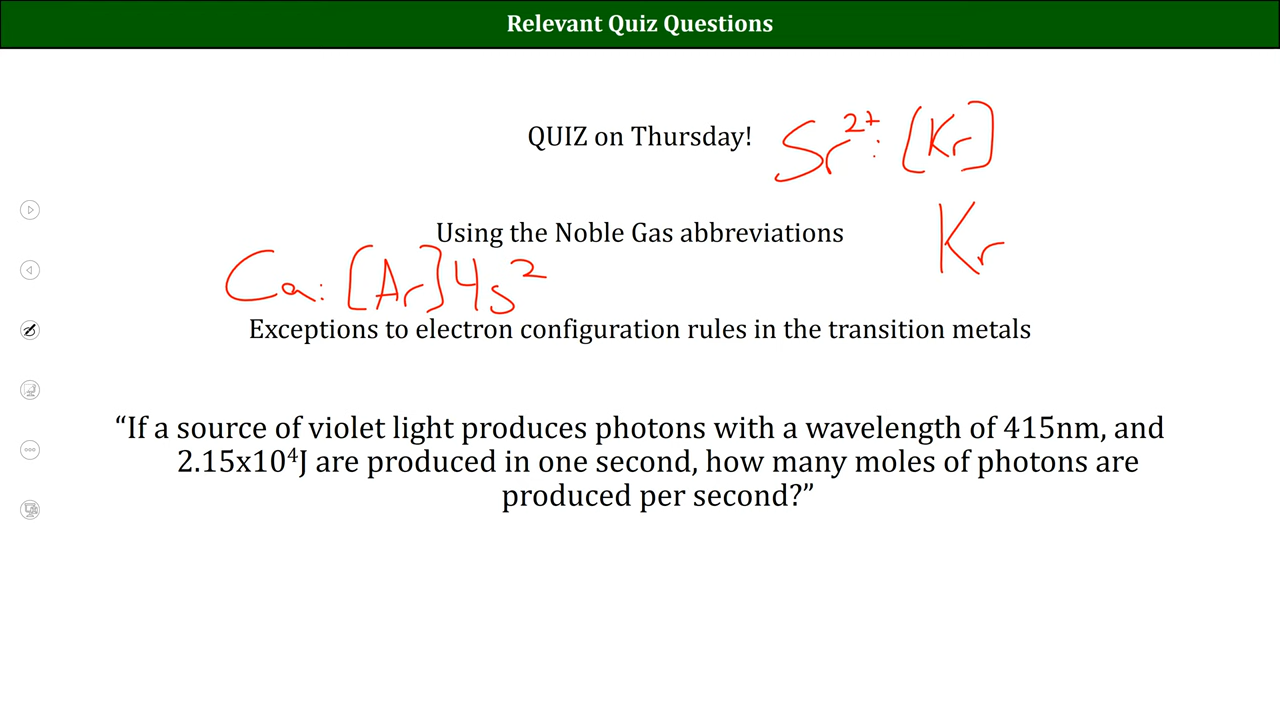 Relevant Quiz Questions
QUIZ on Thursday!
Sr²⁺: [Kr]
Using the Noble Gas abbreviations
Kr
Ca: [Ar]4s²
Exceptions to electron configuration rules in the transition metals
“If a source of violet light produces photons with a wavelength of 415nm, and
2.15x10⁴J are produced in one second, how many moles of photons are
produced per second?”